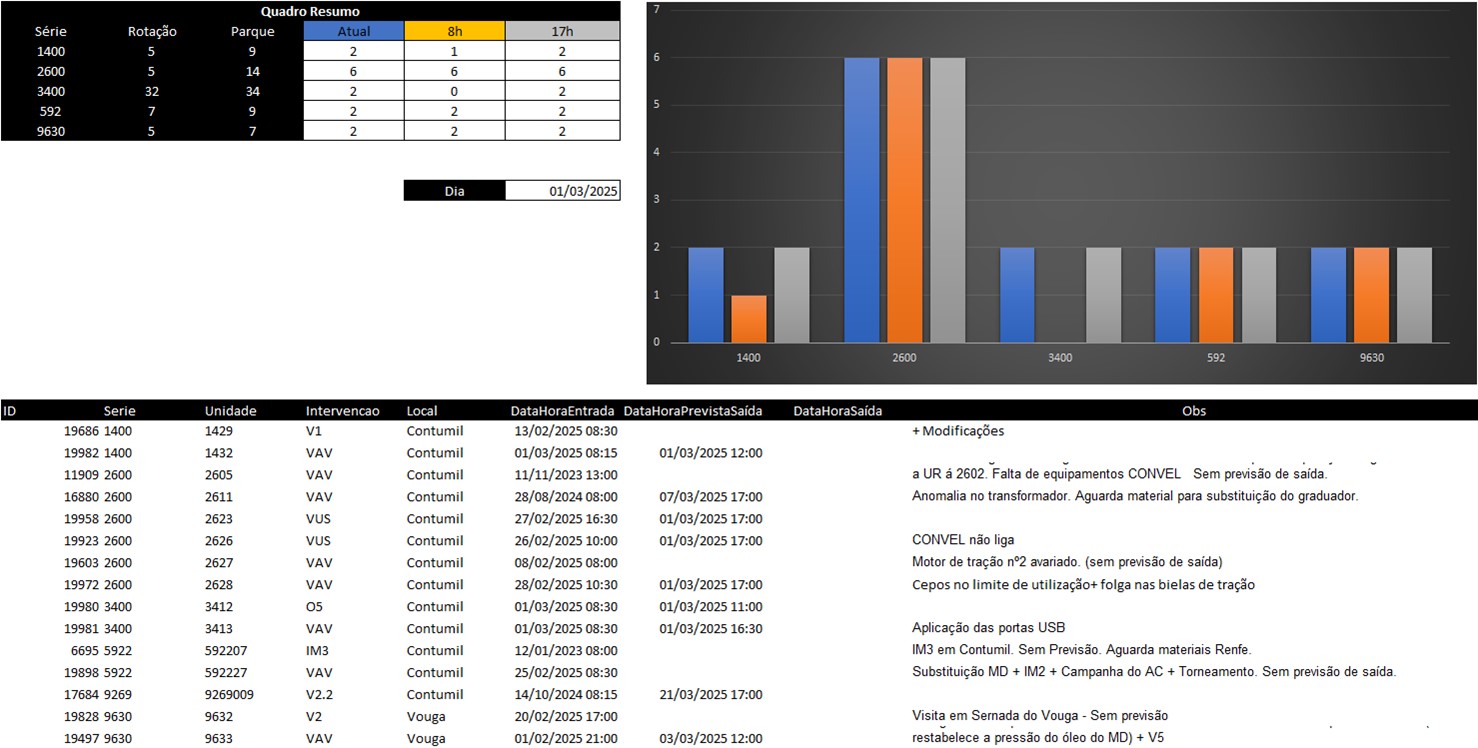 Quadro Resumo
Série Rotação Parque Atual 8h 17h
1400 5 9 2 1 2
2600 5 14 6 6 6
3400 32 34 2 0 2
592 7 9 2 2 2
9630 5 7 2 2 2
Dia 01/03/2025
7
6
5
4
3
2
1
0
1400 2600 3400 592 9630
ID Serie Unidade Intervencao Local DataHoraEntrada DataHoraPrevistaSaída DataHoraSaída Obs
19686 1400 1429 V1 Contumil 13/02/2025 08:30 + Modificações
19982 1400 1432 VAV Contumil 01/03/2025 08:15 01/03/2025 12:00
11909 2600 2605 VAV Contumil 11/11/2023 13:00 a UR á 2602. Falta de equipamentos CONVEL Sem previsão de saída.
16880 2600 2611 VAV Contumil 28/08/2024 08:00 07/03/2025 17:00 Anomalia no transformador. Aguarda material para substituição do graduador.
19958 2600 2623 VUS Contumil 27/02/2025 16:30 01/03/2025 17:00
19923 2600 2626 VUS Contumil 26/02/2025 10:00 01/03/2025 17:00 CONVEL não liga
19603 2600 2627 VAV Contumil 08/02/2025 08:00 Motor de tração nº2 avariado. (sem previsão de saída)
19972 2600 2628 VAV Contumil 28/02/2025 10:30 01/03/2025 17:00 Cepos no limite de utilização+ folga nas bielas de tração
19980 3400 3412 O5 Contumil 01/03/2025 08:30 01/03/2025 11:00
19981 3400 3413 VAV Contumil 01/03/2025 08:30 01/03/2025 16:30 Aplicação das portas USB
6695 5922 592207 IM3 Contumil 12/01/2023 08:00 IM3 em Contumil. Sem Previsão. Aguarda materiais Renfe.
19898 5922 592227 VAV Contumil 25/02/2025 08:30 Substituição MD + IM2 + Campanha do AC + Torneamento. Sem previsão de saída.
17684 9269 9269009 V2.2 Contumil 14/10/2024 08:15 21/03/2025 17:00
19828 9630 9632 V2 Vouga 20/02/2025 17:00 Visita em Sernada do Vouga - Sem previsão
19497 9630 9633 VAV Vouga 01/02/2025 21:00 03/03/2025 12:00 restabelece a pressão do óleo do MD) + V5